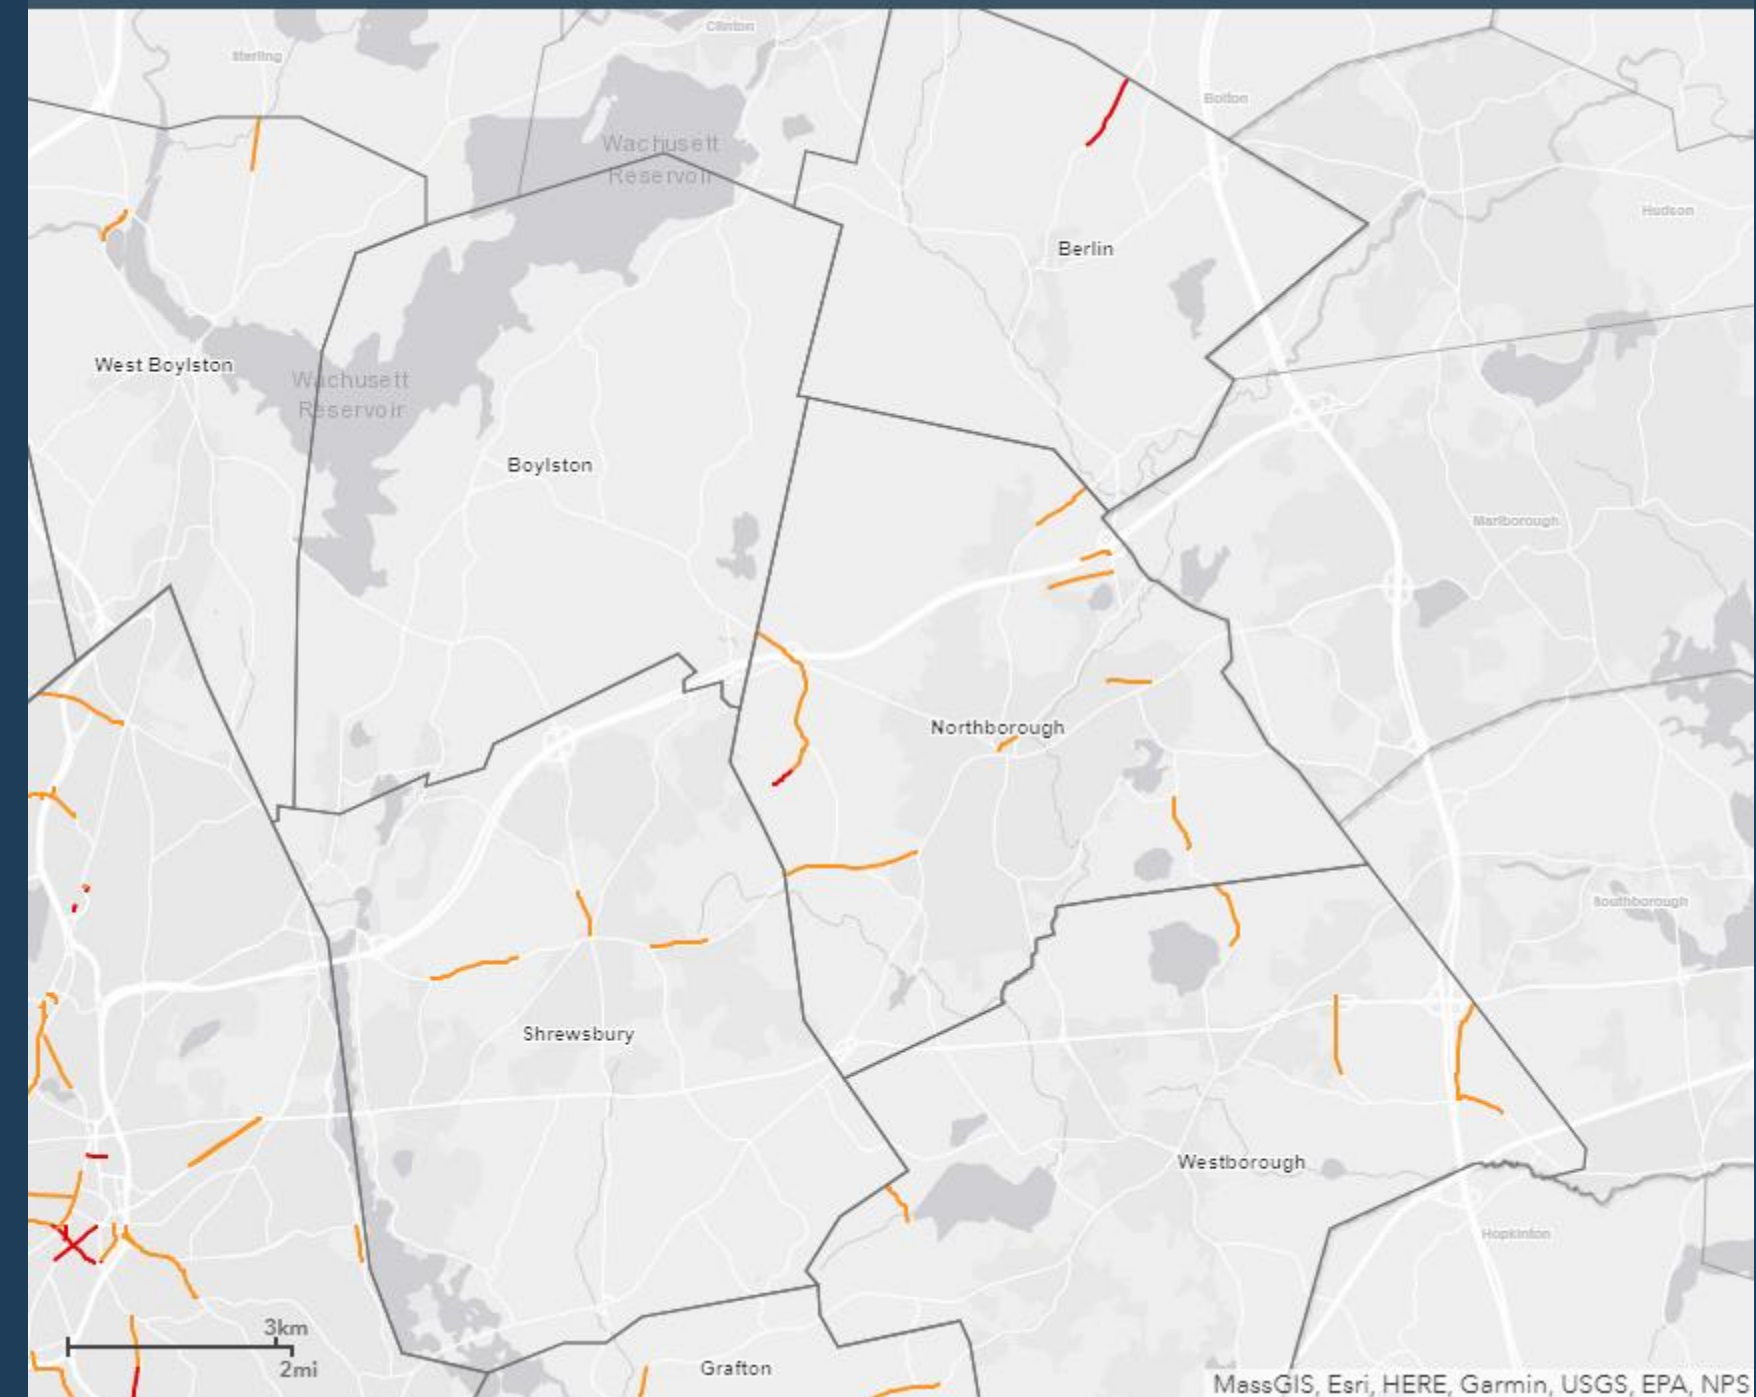 Clinton
Sterling
Bolton
Wachusett
Reservoir
Hudson
Berlin
West Boylston
Wachusett
Reservoir
Boylston
Marlborough
Northborough
Southborough
Shrewsbury
Westborough
Hopkinton
3km
2mi
Grafton
MassGIS, Esri, HERE, Garmin, USGS, EPA, NPS